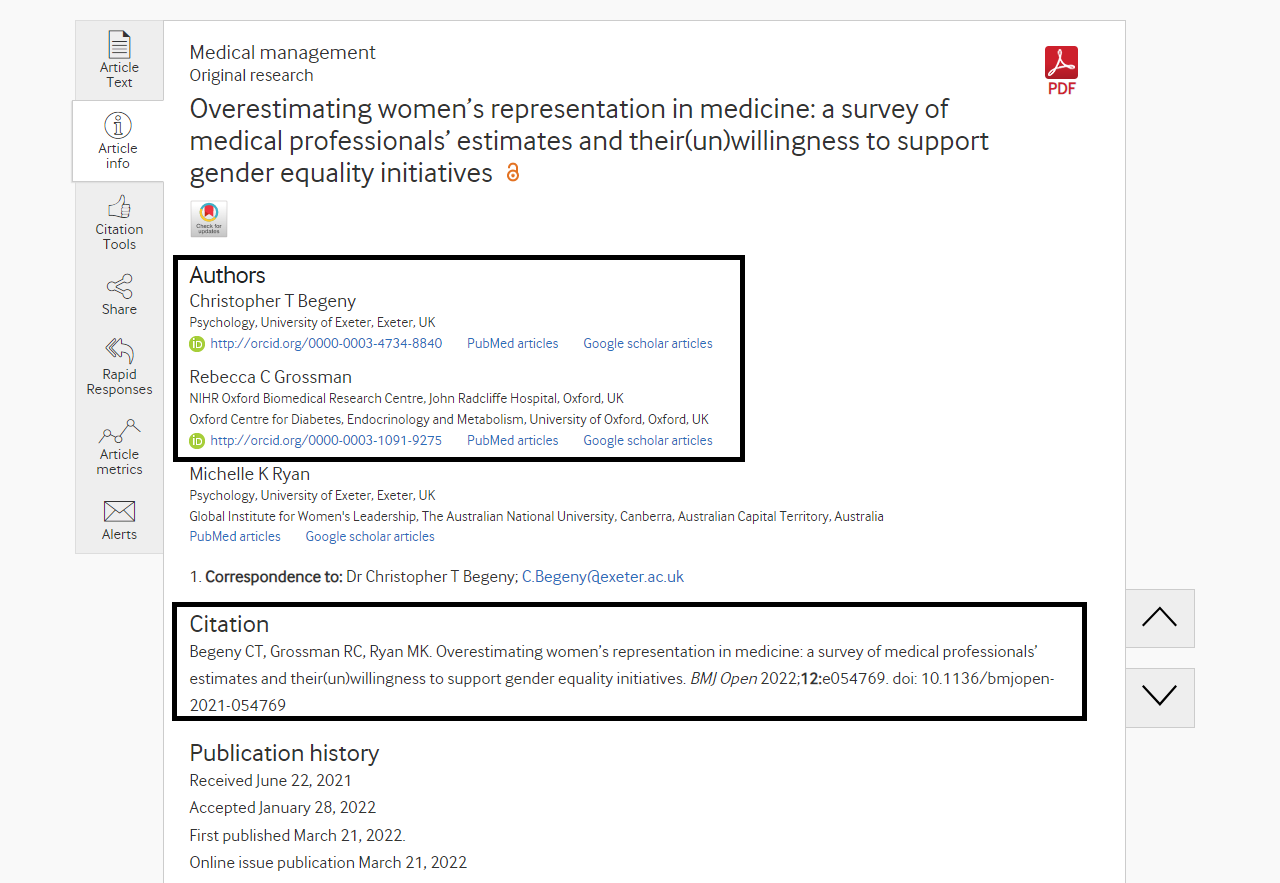 Article
Text
Article
info
Citation
Tools
Share
Rapid
Responses
Article
metrics
Alerts
Medical management
Original research
PDF
Overestimating women’s representation in medicine: a survey of
medical professionals’ estimates and their(un)willingness to support
gender equality initiatives
Check for
updates
Authors
Christopher T Begeny
Psychology, University of Exeter, Exeter, UK
iD http://orcid.org/0000-0003-4734-8840 PubMed articles Google scholar articles
Rebecca C Grossman
NIHR Oxford Biomedical Research Centre, John Radcliffe Hospital, Oxford, UK
Oxford Centre for Diabetes, Endocrinology and Metabolism, University of Oxford, Oxford, UK
iD http://orcid.org/0000-0003-1091-9275 PubMed articles Google scholar articles
Michelle K Ryan
Psychology, University of Exeter, Exeter, UK
Global Institute for Women's Leadership, The Australian National University, Canberra, Australian Capital Territory, Australia
PubMed articles Google scholar articles
1. Correspondence to: Dr Christopher T Begeny; C.Begeny@exeter.ac.uk
Citation
Begeny CT, Grossman RC, Ryan MK. Overestimating women’s representation in medicine: a survey of medical professionals’
estimates and their(un)willingness to support gender equality initiatives. BMJ Open 2022;12:e054769. doi: 10.1136/bmjopen-
2021-054769
Publication history
Received June 22, 2021
Accepted January 28, 2022
First published March 21, 2022.
Online issue publication March 21, 2022